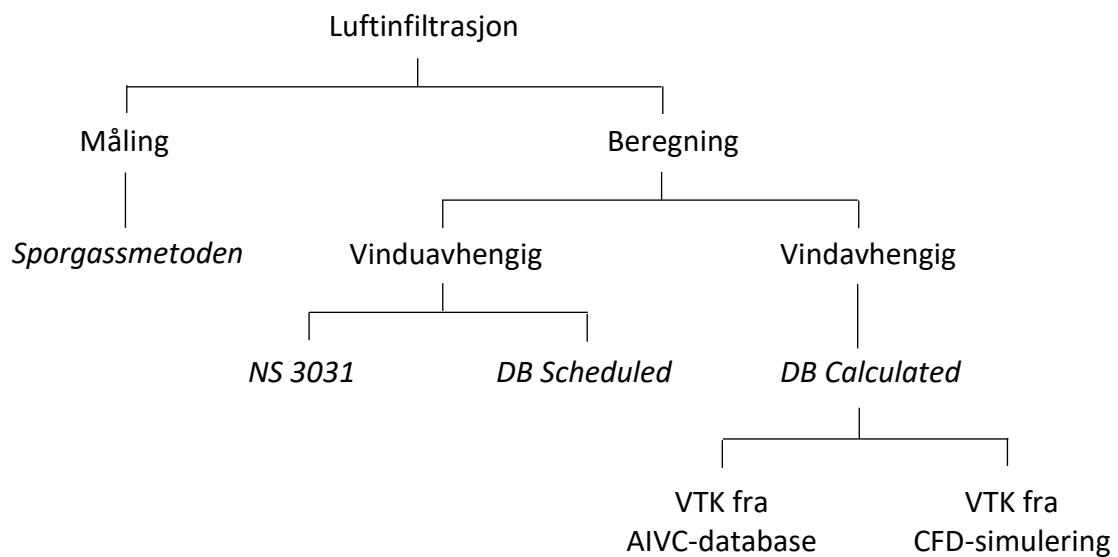 Luftinfiltrasjon
Måling
Beregning
Sporgassmetoden
Vinduavhengig
Vindavhengig
NS 3031
DB Scheduled
DB Calculated
VTK fra
AIVC-database
VTK fra
CFD-simulering